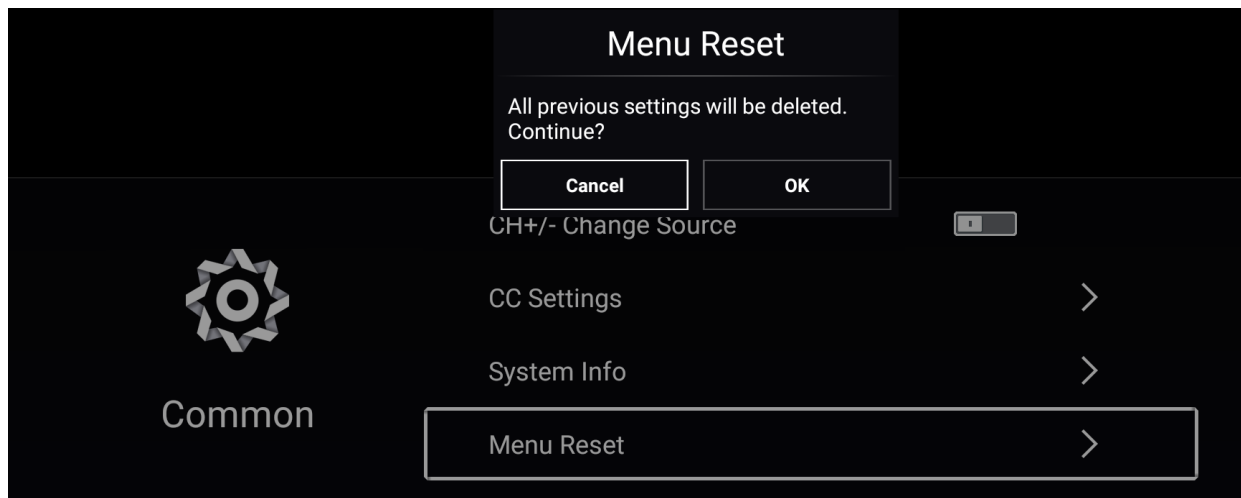 Menu Reset
All previous settings will be deleted.
Continue?
Cancel
OK
CH+/- Change Source
CC Settings
System Info
Common
Menu Reset